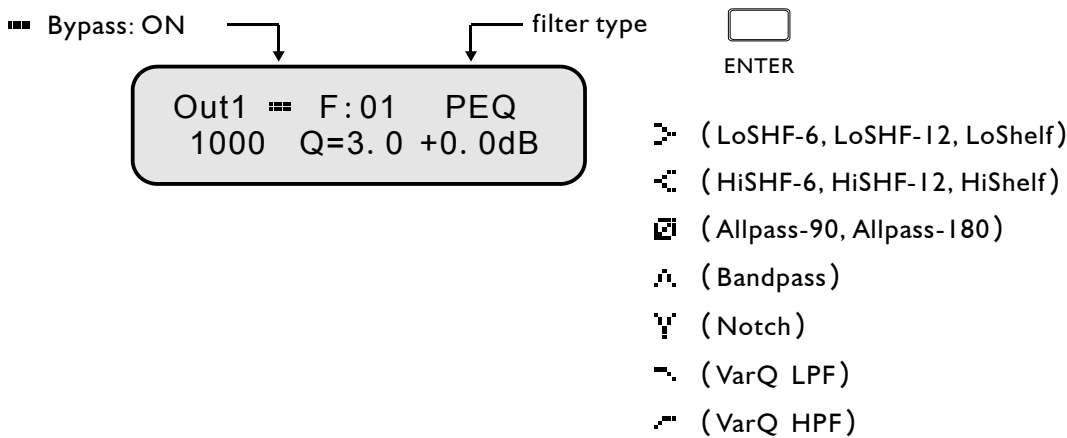 Bypass: ON
filter type
ENTER
Out1 F:01 PEQ
1000 Q=3.0 +0.0dB
(LoSHF-6, LoSHF-12, LoShelf)
(HiSHF-6, HiSHF-12, HiShelf)
(Allpass-90, Allpass-180)
(Bandpass)
(Notch)
(VarQ LPF)
(VarQ HPF)